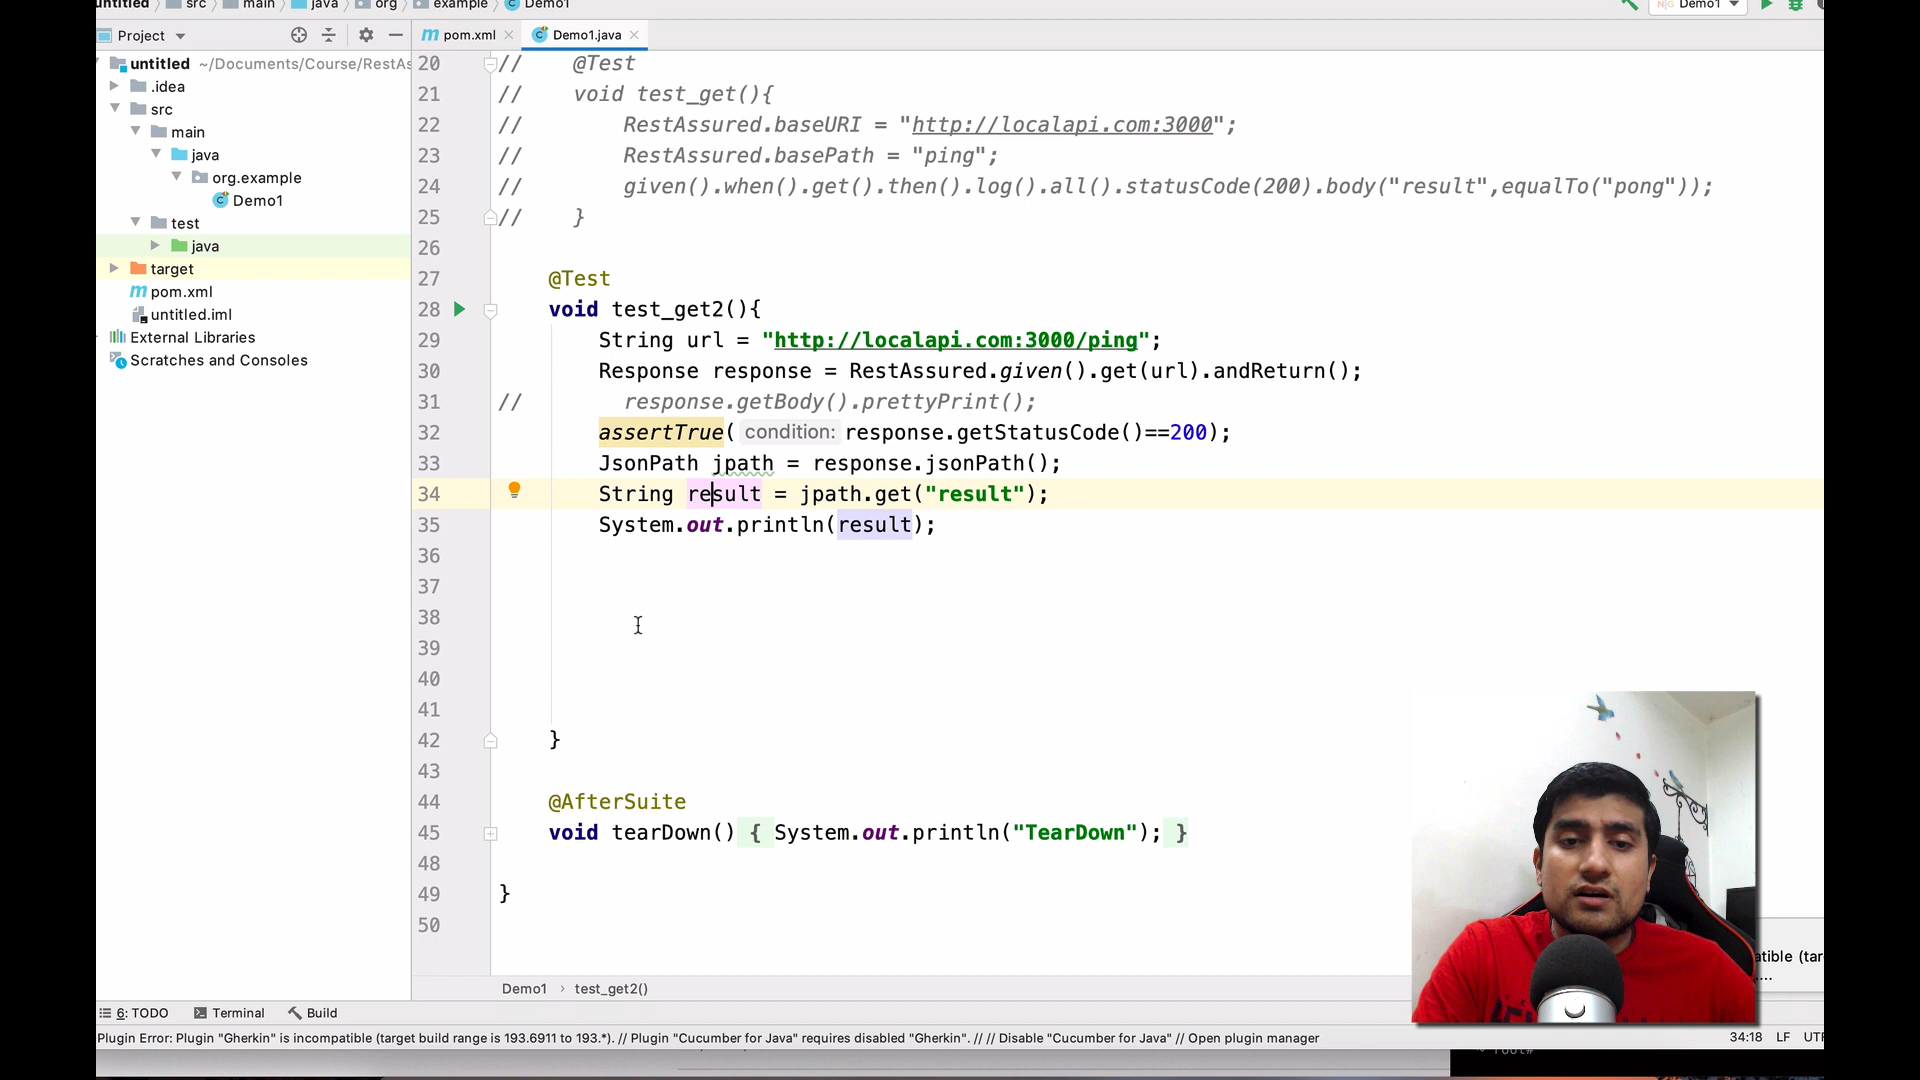 untitled 〉 src 〉 main 〉 java 〉 org 〉 example 〉 Demo1
Demo1
Project
pom.xml
Demo1.java
untitled ~/Documents/Course/RestAs
.idea
src
main
java
org.example
Demo1
test
java
target
pom.xml
untitled.iml
External Libraries
Scratches and Consoles
20 // @Test
21 // void test_get(){
22 // RestAssured.baseURI = "http://localapi.com:3000";
23 // RestAssured.basePath = "ping";
24 // given().when().get().then().log().all().statusCode(200).body("result",equalTo("pong"));
25 // }
26
27 @Test
28 void test_get2(){
29 String url = "http://localapi.com:3000/ping";
30 Response response = RestAssured.given().get(url).andReturn();
31 // response.getBody().prettyPrint();
32 assertTrue( condition: response.getStatusCode()==200);
33 JsonPath jpath = response.jsonPath();
34 String result = jpath.get("result");
35 System.out.println(result);
36
37
38
39
40
41
42 }
43
44 @AfterSuite
45 void tearDown() { System.out.println("TearDown"); }
48
49 }
50
Demo1 › test_get2()
6: TODO Terminal Build
Plugin Error: Plugin "Gherkin" is incompatible (target build range is 193.6911 to 193.*). // Plugin "Cucumber for Java" requires disabled "Gherkin". // // Disable "Cucumber for Java" // Open plugin manager
34:18 LF
root#